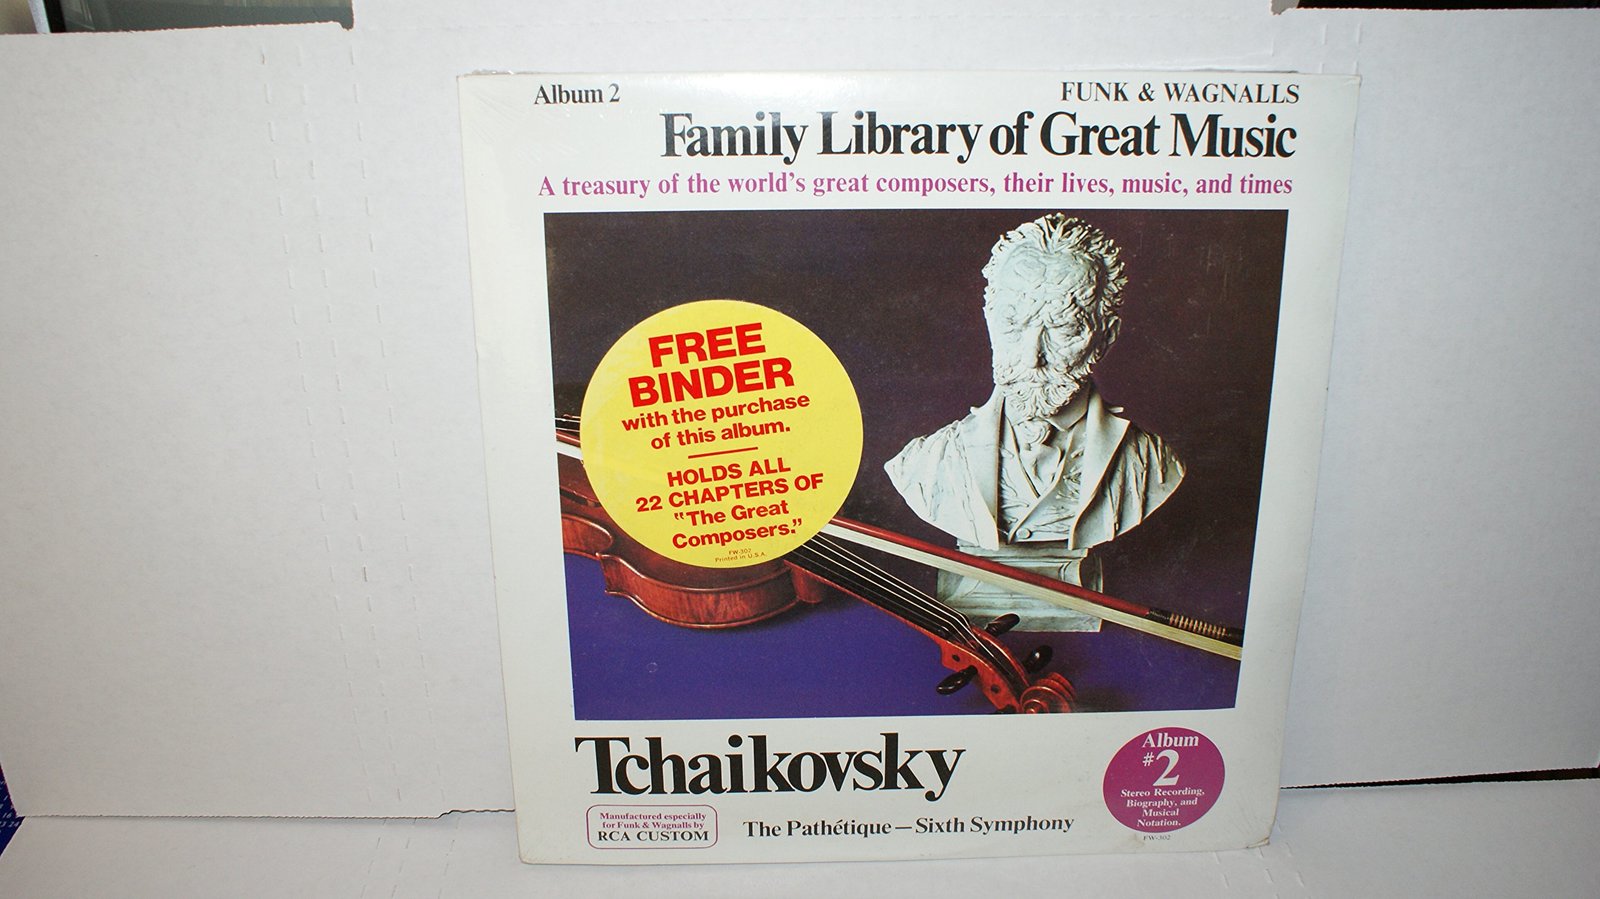 Album 2
FUNK & WAGNALLS
Family Library of Great Music
A treasury of the world's great composers, their lives, music, and times
FREE
BINDER
with the purchase
of this album.
HOLDS ALL
22 CHAPTERS OF
"The Great
Composers."
FW-302
Printed in U.S.A.
Tchaikovsky
Manufactured especially
for Funk & Wagnalls by
RCA CUSTOM
The Pathétique—Sixth Symphony
Album
#2
Stereo Recording,
Biography, and
Musical
Notation.
FW-302